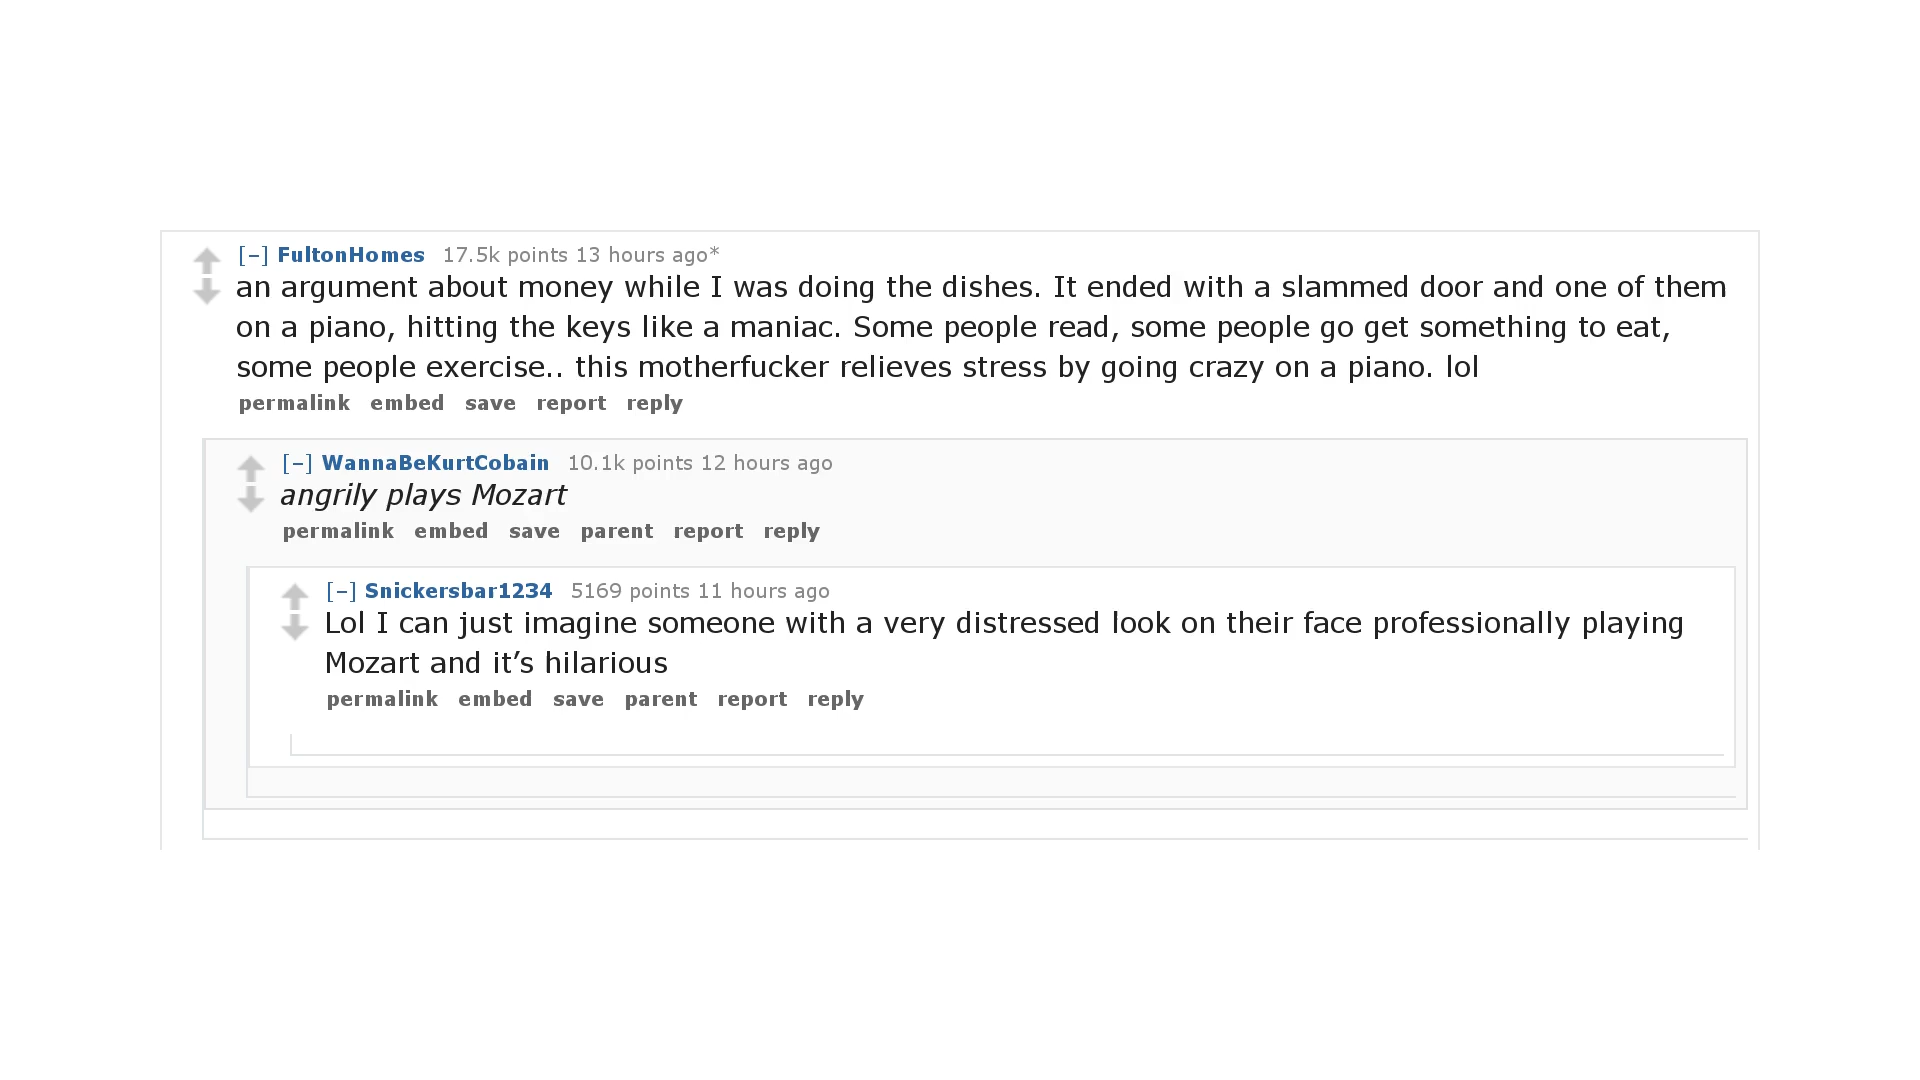 [–] FultonHomes 17.5k points 13 hours ago*
an argument about money while I was doing the dishes. It ended with a slammed door and one of them
on a piano, hitting the keys like a maniac. Some people read, some people go get something to eat,
some people exercise.. this motherfucker relieves stress by going crazy on a piano. lol
permalink embed save report reply
[–] WannaBeKurtCobain 10.1k points 12 hours ago
angrily plays Mozart
permalink embed save parent report reply
[–] Snickersbar1234 5169 points 11 hours ago
Lol I can just imagine someone with a very distressed look on their face professionally playing
Mozart and it’s hilarious
permalink embed save parent report reply